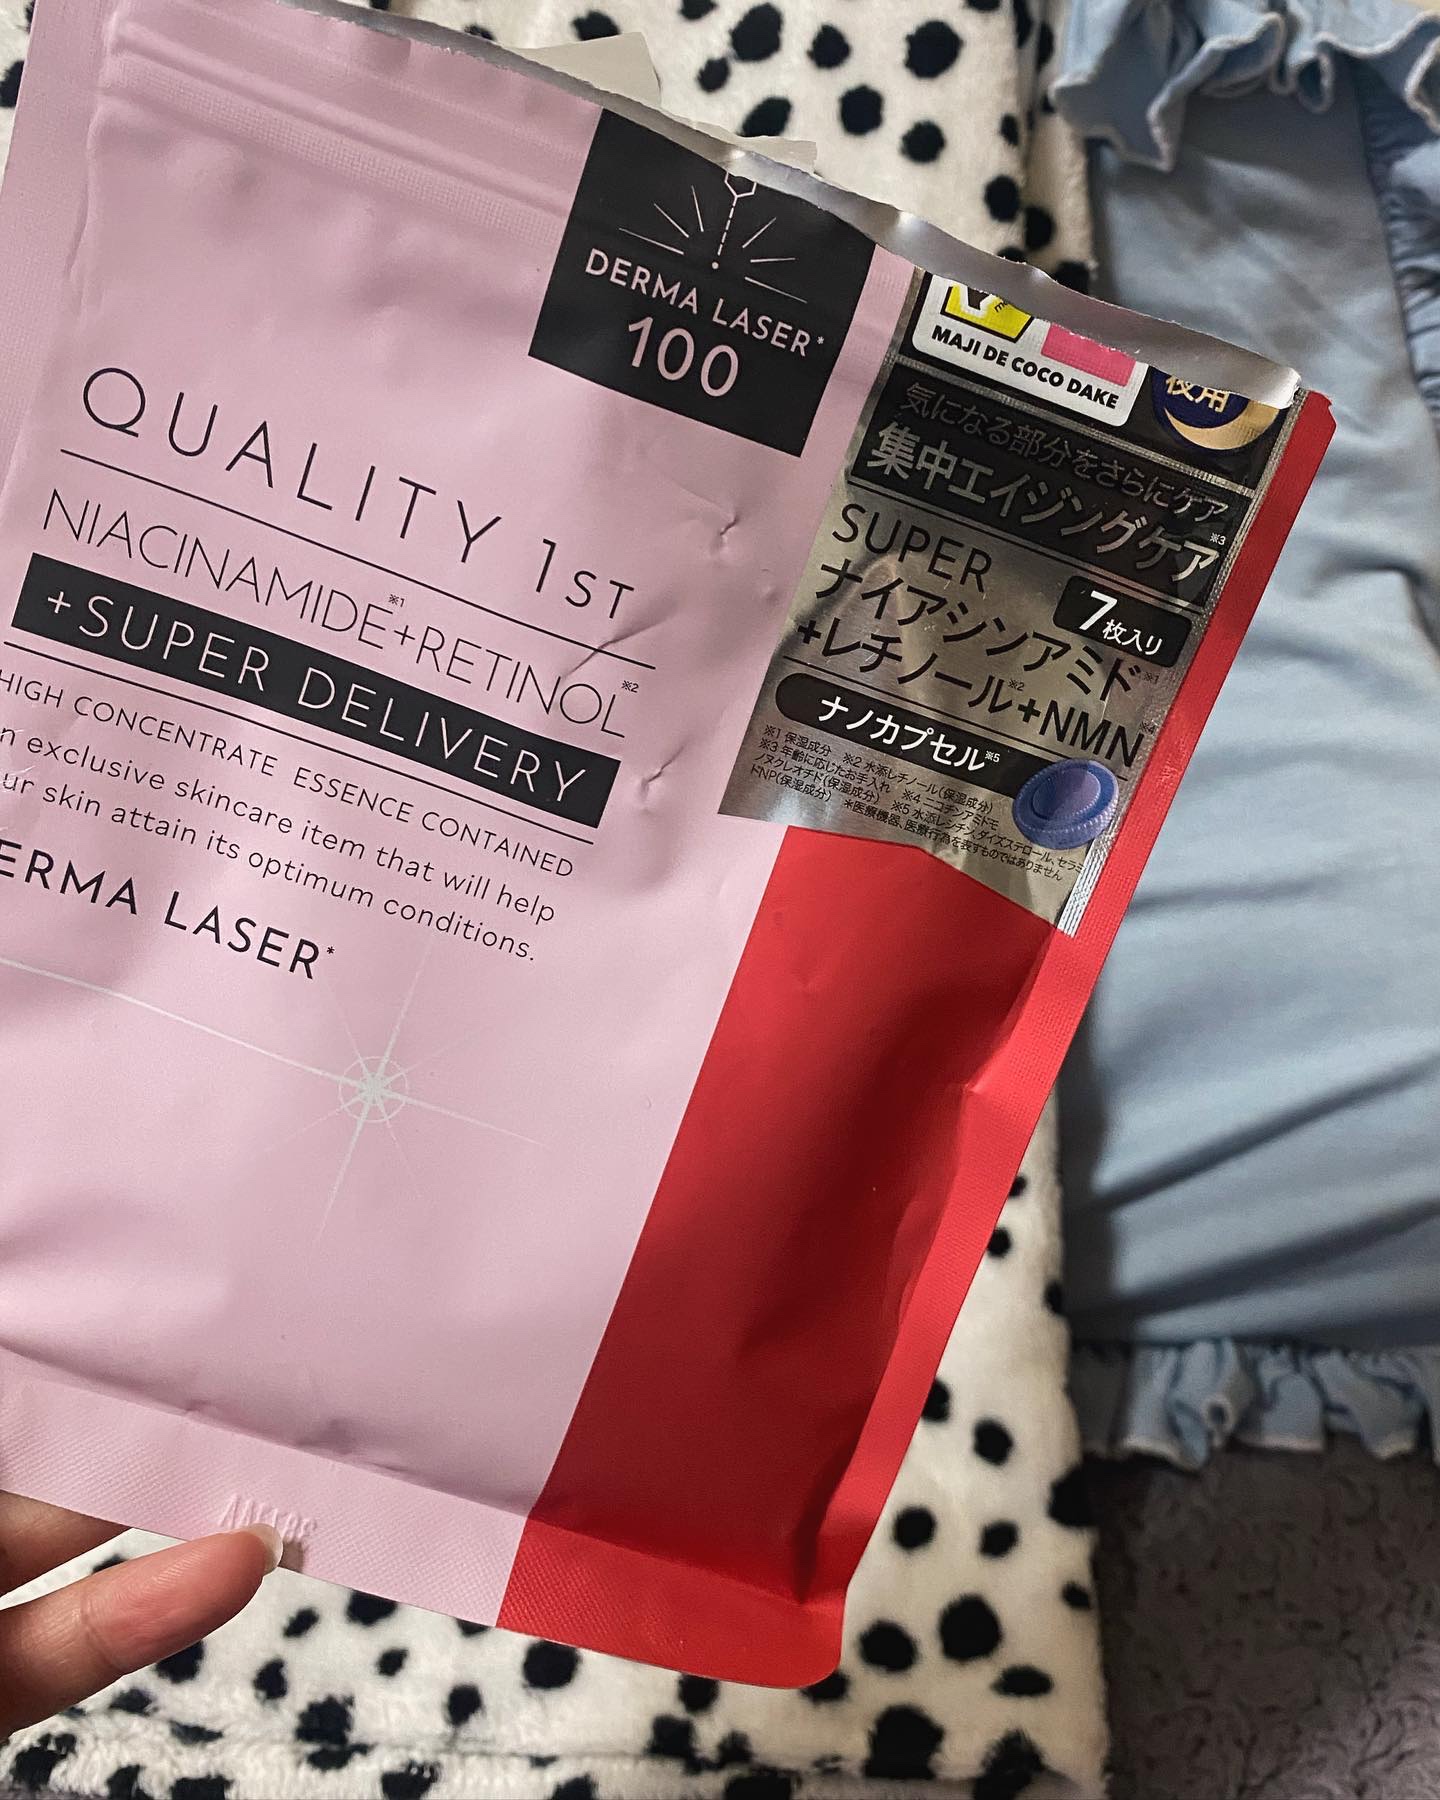 DERMA LASER*
100
QUALITY 1ST
NIACINAMIDE※1+RETINOL※2
+SUPER DELIVERY
HIGH CONCENTRATE ESSENCE CONTAINED
exclusive skincare item that will help
skin attain its optimum conditions.
ERMA LASER*
MAJI DE COCO DAKE
夜用
気になる部分をさらにケア
集中エイジングケア※3
SUPER
ナイアシンアミド※1
7枚入り
+レチノール※2+NMN※4
ナノカプセル※5
※1 保湿成分 ※2 水添レチノール(保湿成分)
※3 年齢に応じたお手入れ ※4 ニコチンアミドモ
ノヌクレオチド(保湿成分) ※5 水添レシチン、ダイズステロール、セラミ
ドNP(保湿成分) *医療機器、医療行為を表すものではありません